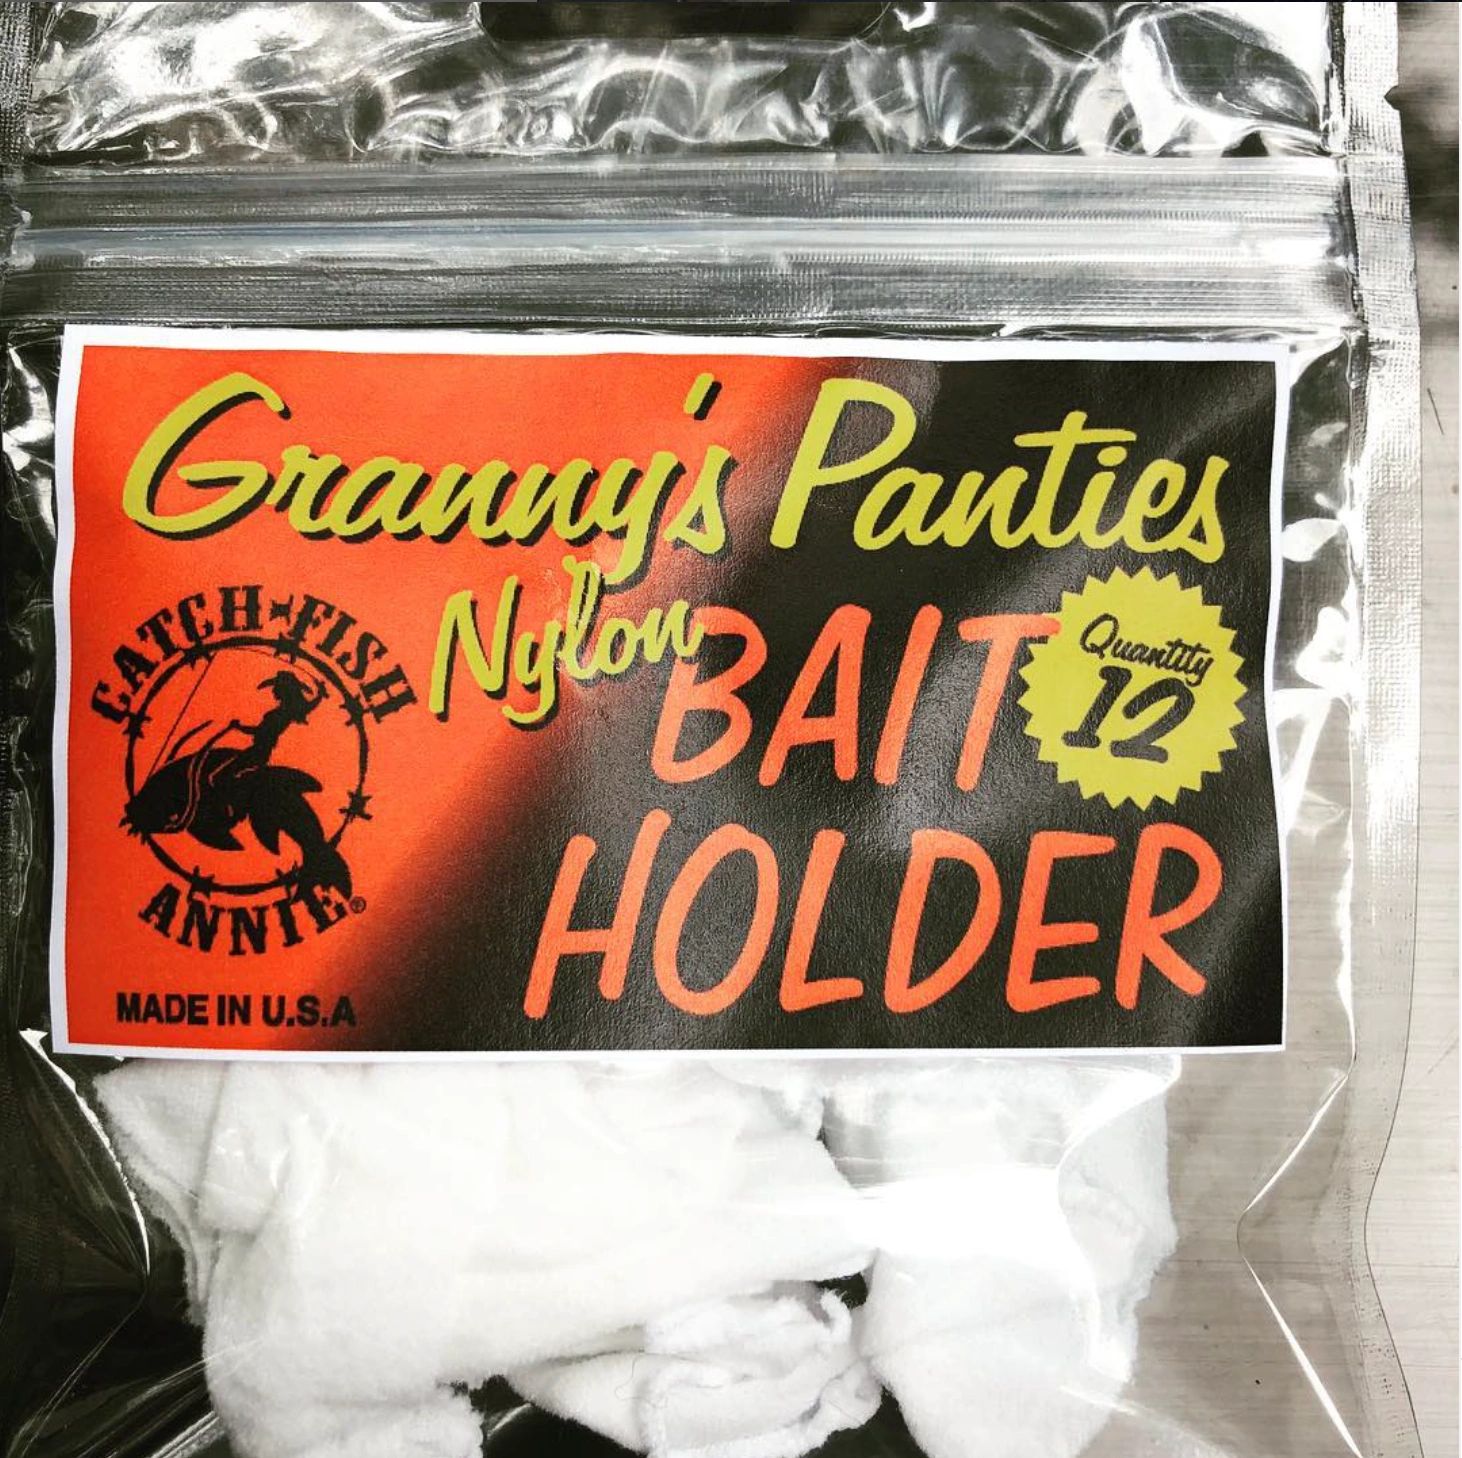 Granny's Panties
Nylon
BAIT
HOLDER
Quantity
12
CATCH-FISH
ANNIE®
MADE IN U.S.A